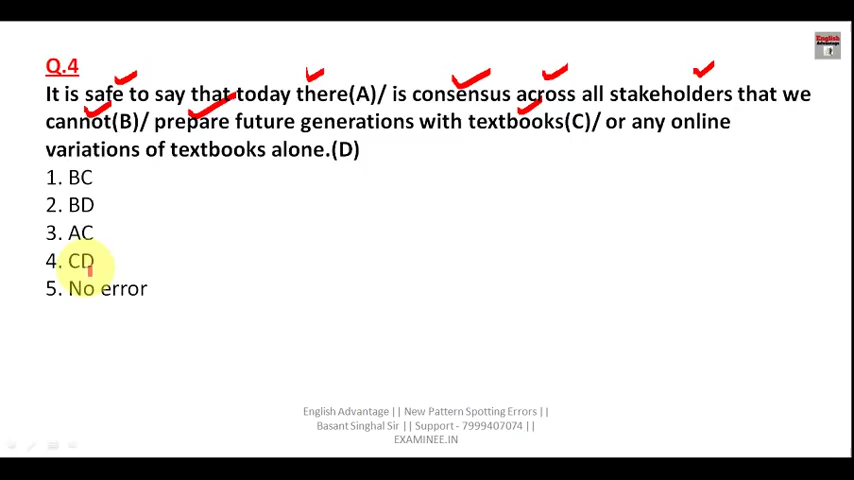 English
Advantage
Q.4
It is safe to say that today there(A)/ is consensus across all stakeholders that we
cannot(B)/ prepare future generations with textbooks(C)/ or any online
variations of textbooks alone.(D)
1. BC
2. BD
3. AC
4. CD
5. No error
English Advantage || New Pattern Spotting Errors ||
Basant Singhal Sir || Support - 7999407074 ||
EXAMINEE.IN